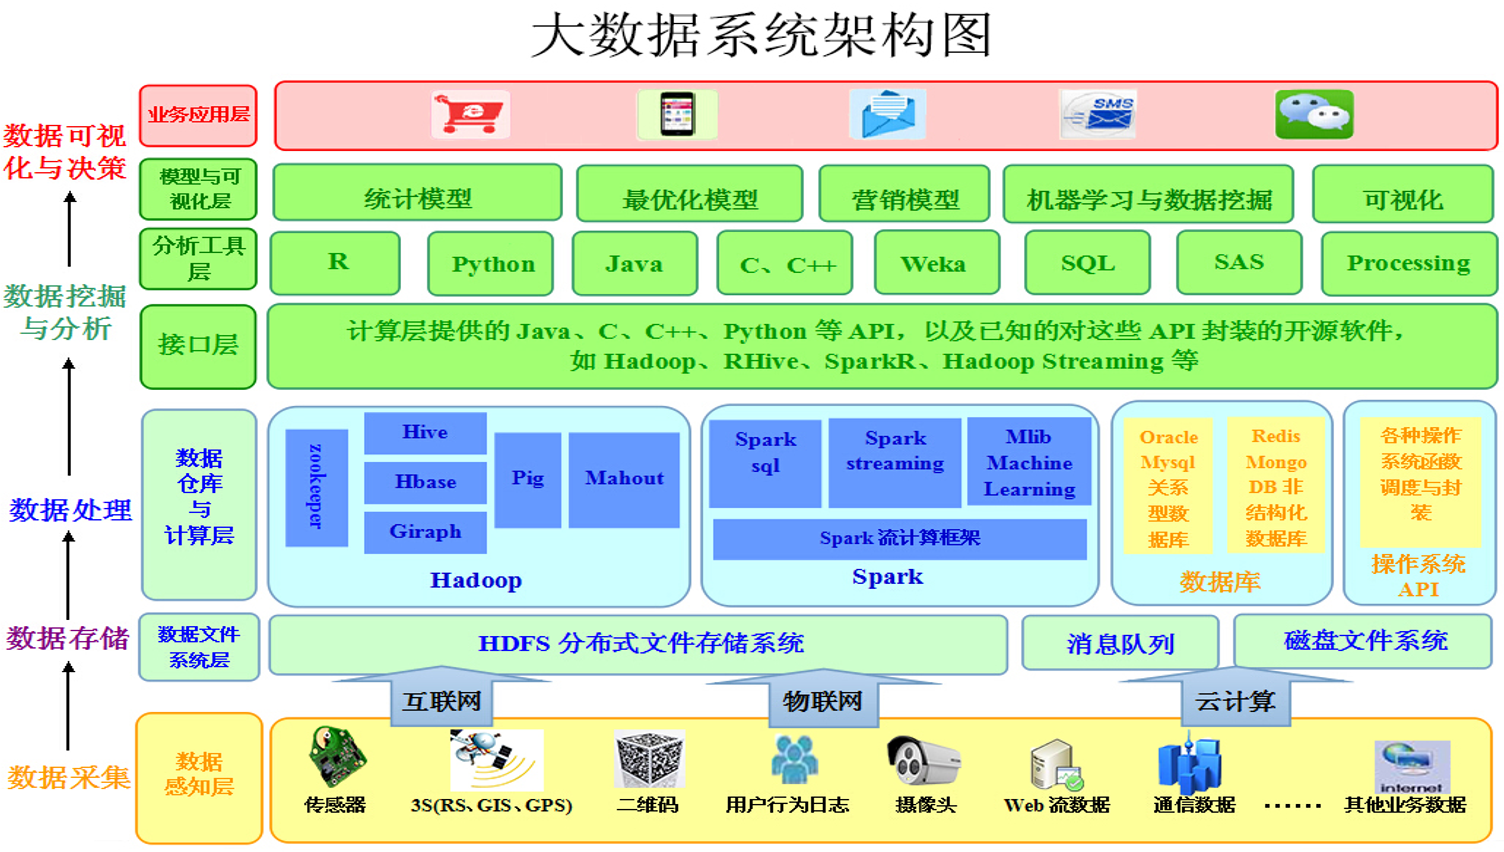 大数据系统架构图
数据可视
化与决策
业务应用层
SMS
模型与可
视化层
统计模型
最优化模型
营销模型
机器学习与数据挖掘
可视化
分析工具
层
R
Python
Java
C、C++
Weka
SQL
SAS
Processing
数据挖掘
与分析
接口层
计算层提供的 Java、C、C++、Python 等 API，以及已知的对这些 API 封装的开源软件，
如 Hadoop、RHive、SparkR、Hadoop Streaming 等
数据处理
数据
仓库
与
计算层
zookeeper
Hive
Hbase
Giraph
Pig
Mahout
Hadoop
Spark
sql
Spark
streaming
Mlib
Machine
Learning
Spark 流计算框架
Spark
Oracle
Mysql
关系
型数
据库
Redis
Mongo
DB 非
结构化
数据库
数据库
各种操作
系统函数
调度与封
装
操作系统
API
数据存储
数据文件
系统层
HDFS 分布式文件存储系统
消息队列
磁盘文件系统
互联网
物联网
云计算
数据采集
数据
感知层
传感器
3S(RS、GIS、GPS)
二维码
用户行为日志
摄像头
Web 流数据
通信数据
……
internet
其他业务数据